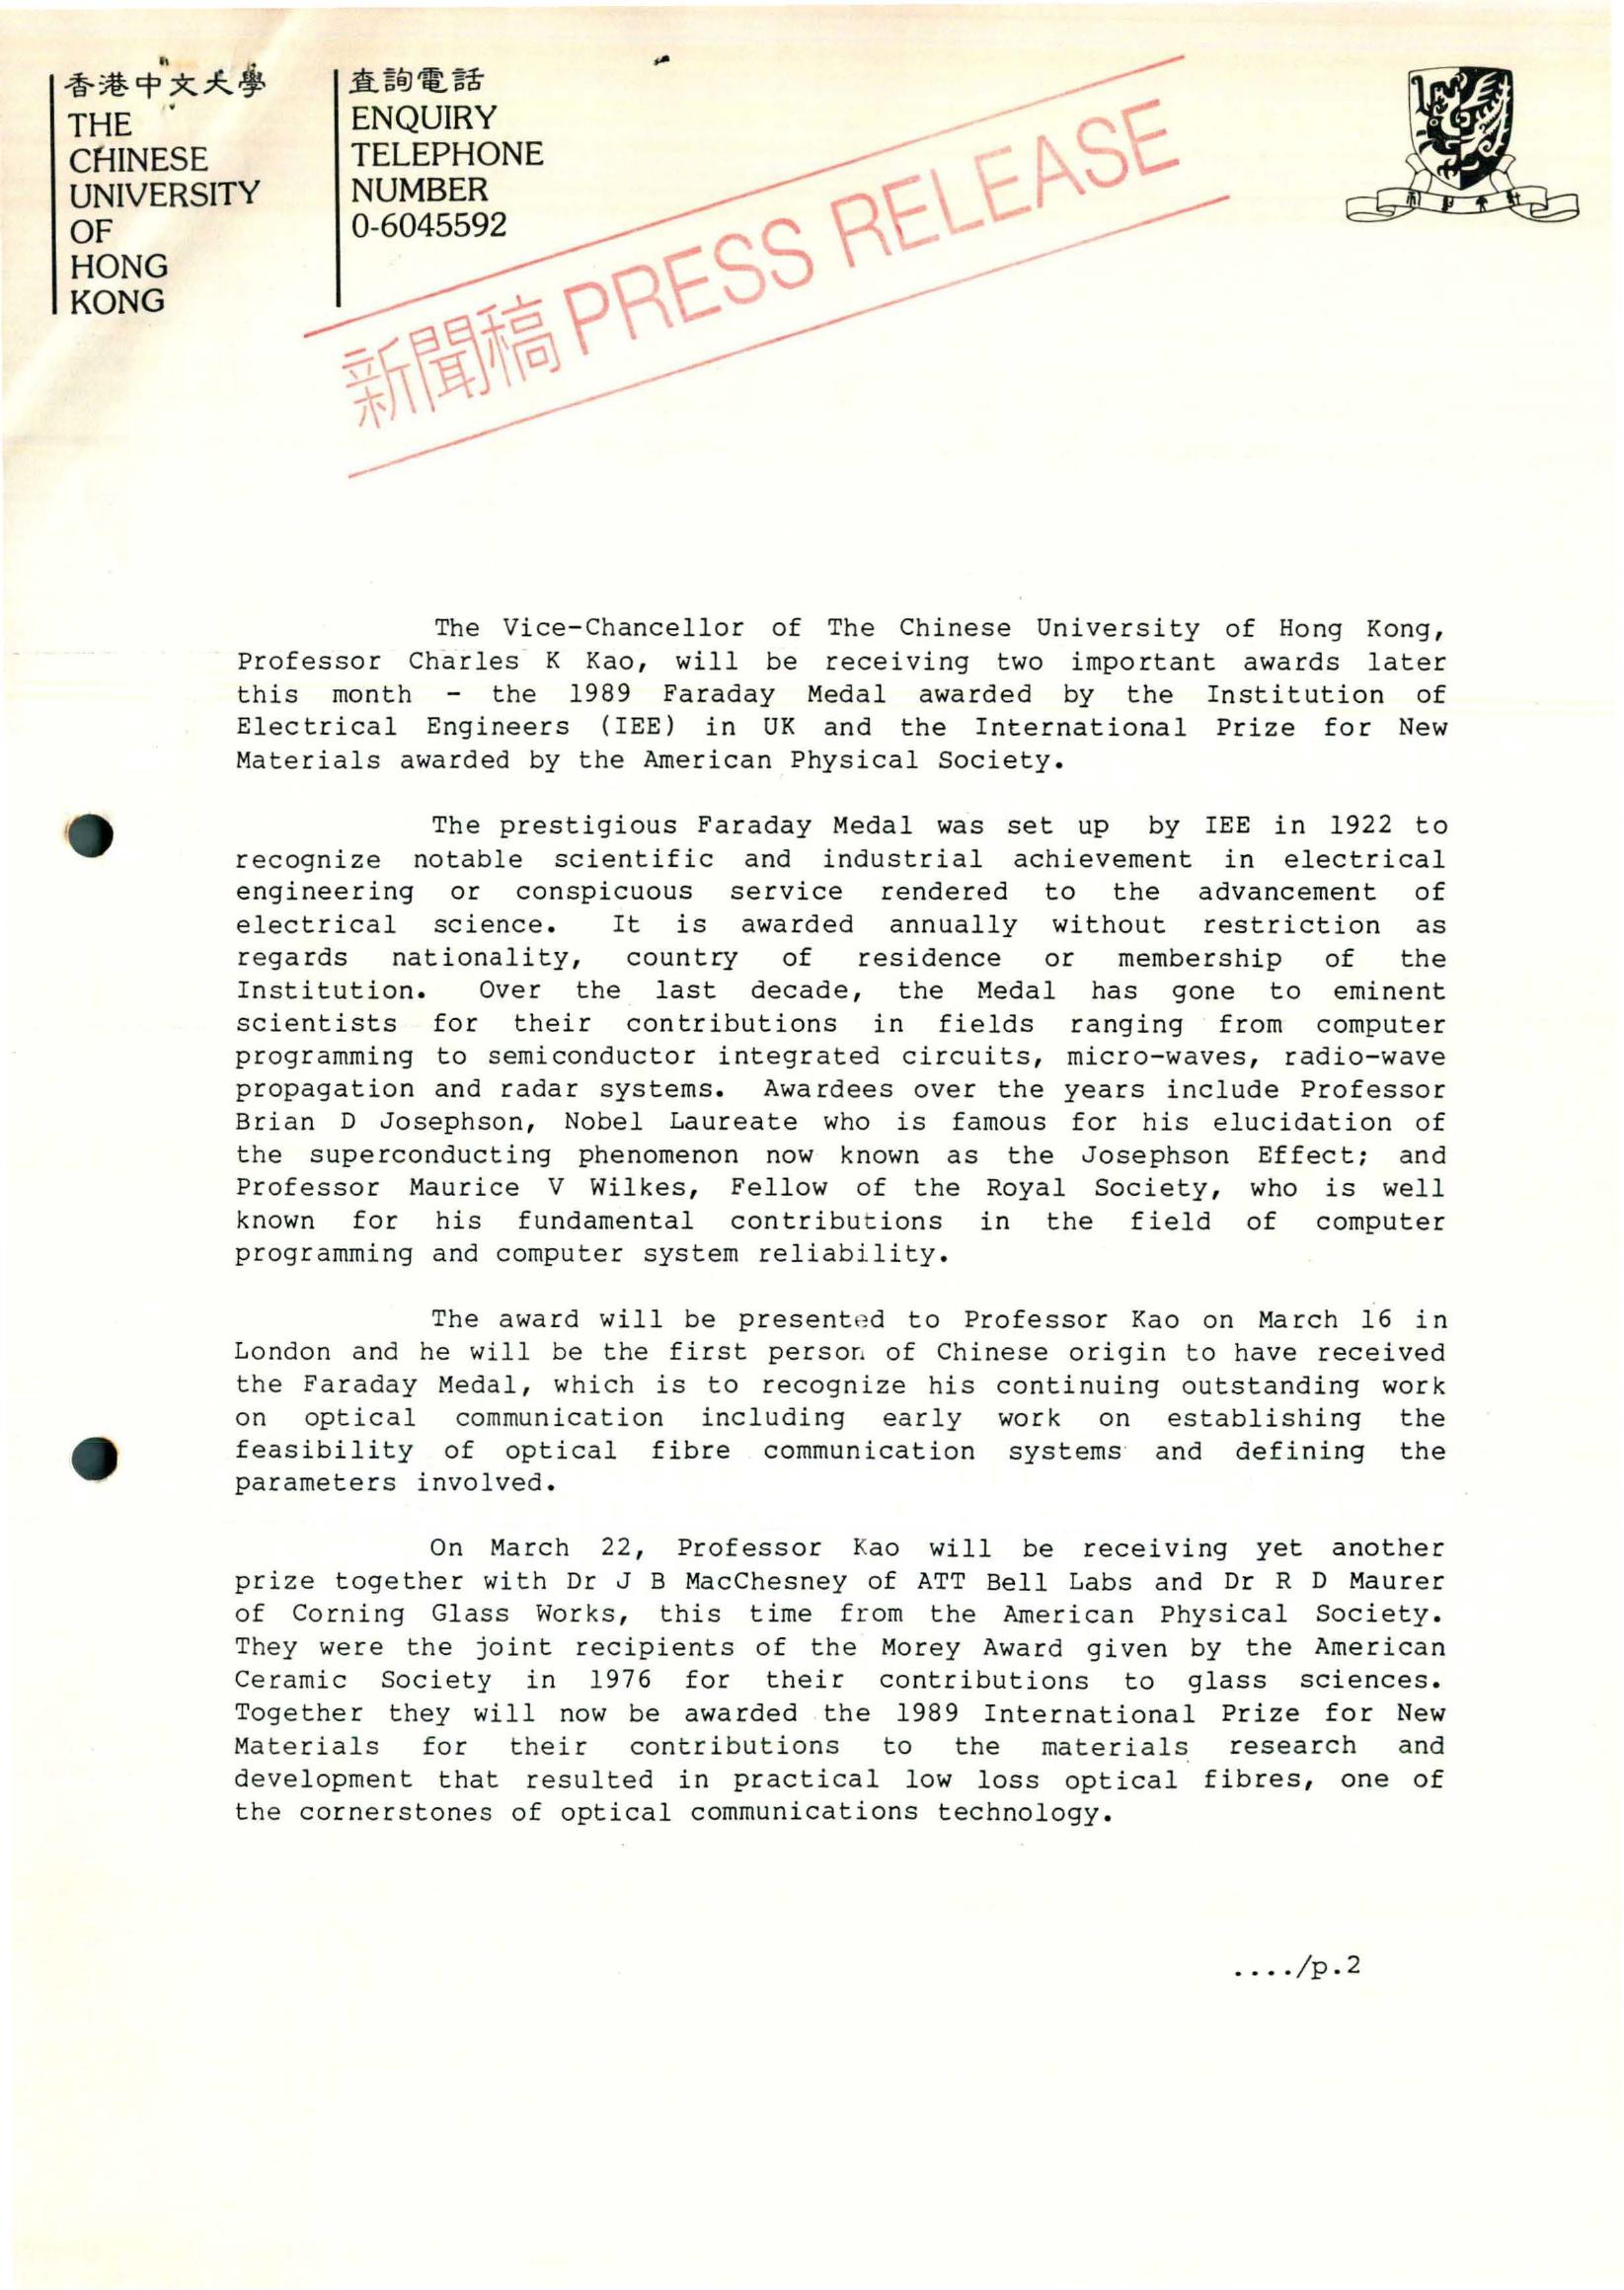 香港中文大學
THE
CHINESE
UNIVERSITY
OF
HONG
KONG
查詢電話
ENQUIRY
TELEPHONE
NUMBER
0-6045592
新聞稿 PRESS RELEASE
The Vice-Chancellor of The Chinese University of Hong Kong,
Professor Charles K Kao, will be receiving two important awards later
this month - the 1989 Faraday Medal awarded by the Institution of
Electrical Engineers (IEE) in UK and the International Prize for New
Materials awarded by the American Physical Society.
The prestigious Faraday Medal was set up by IEE in 1922 to
recognize notable scientific and industrial achievement in electrical
engineering or conspicuous service rendered to the advancement of
electrical science. It is awarded annually without restriction as
regards nationality, country of residence or membership of the
Institution. Over the last decade, the Medal has gone to eminent
scientists for their contributions in fields ranging from computer
programming to semiconductor integrated circuits, micro-waves, radio-wave
propagation and radar systems. Awardees over the years include Professor
Brian D Josephson, Nobel Laureate who is famous for his elucidation of
the superconducting phenomenon now known as the Josephson Effect; and
Professor Maurice V Wilkes, Fellow of the Royal Society, who is well
known for his fundamental contributions in the field of computer
programming and computer system reliability.
The award will be presented to Professor Kao on March 16 in
London and he will be the first person of Chinese origin to have received
the Faraday Medal, which is to recognize his continuing outstanding work
on optical communication including early work on establishing the
feasibility of optical fibre communication systems and defining the
parameters involved.
On March 22, Professor Kao will be receiving yet another
prize together with Dr J B MacChesney of ATT Bell Labs and Dr R D Maurer
of Corning Glass Works, this time from the American Physical Society.
They were the joint recipients of the Morey Award given by the American
Ceramic Society in 1976 for their contributions to glass sciences.
Together they will now be awarded the 1989 International Prize for New
Materials for their contributions to the materials research and
development that resulted in practical low loss optical fibres, one of
the cornerstones of optical communications technology.
..../p.2